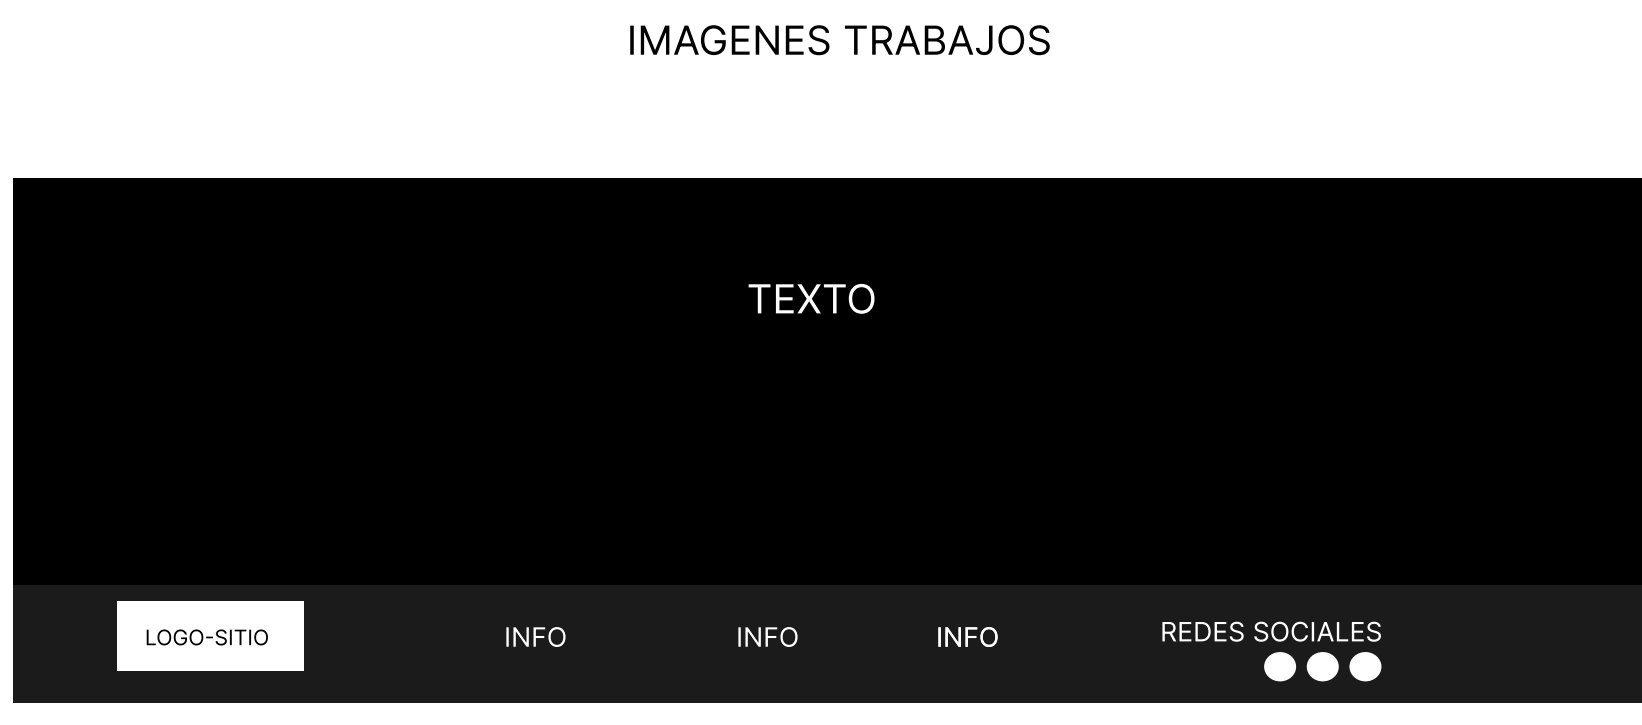 IMAGENES TRABAJOS
TEXTO
LOGO-SITIO
INFO
INFO
INFO
REDES SOCIALES